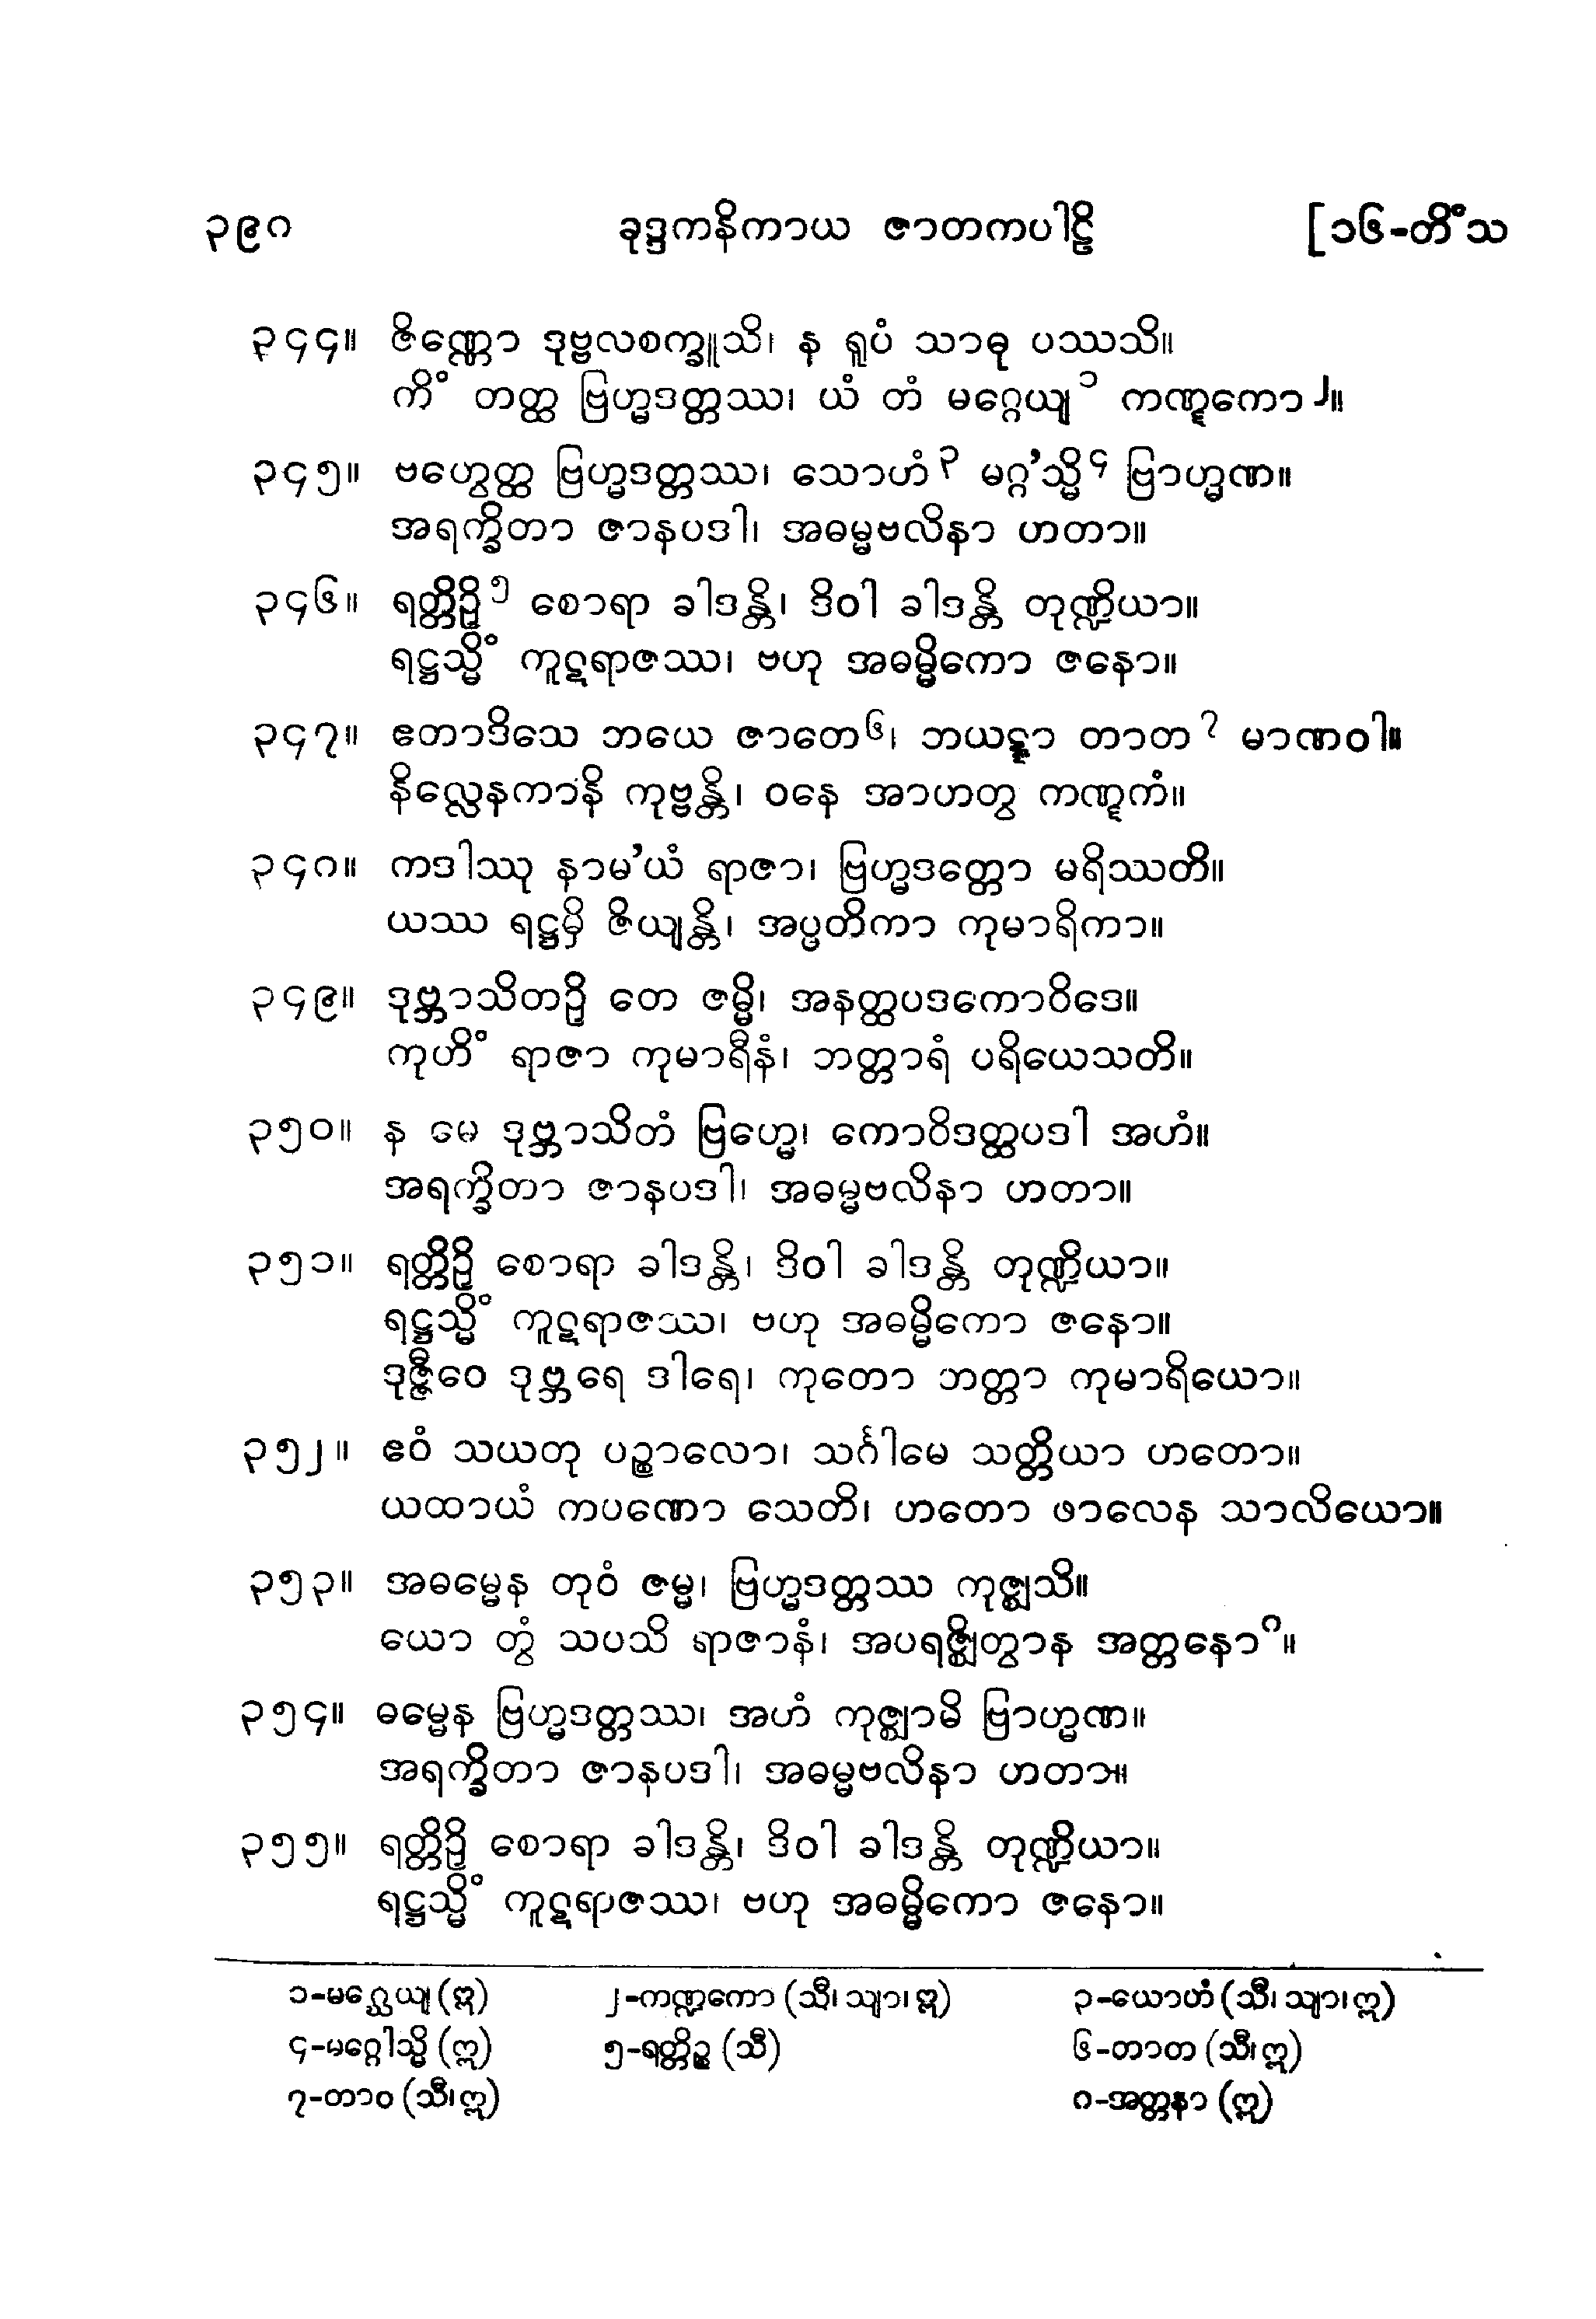 ၃၉၀ ခုဒ္ဒကနိကာယ ဇာတကပါဠိ [၁၆-တိံသ
၃၄၄။ ဇိဏ္ဏော ဒုဗ္ဗလစက္ခူသိ၊ န ရူပံ သာဓု ပဿသိ။
ကိံ တတ္ထ ဗြဟ္မဒတ္တဿ၊ ယံ တံ မဂ္ဂေယျ၁ ကဏ္ဋကော၂။
၃၄၅။ ဗဟွေတ္ထ ဗြဟ္မဒတ္တဿ၊ သောဟံ၃ မဂ္ဂ’သ္မိ၄ ဗြာဟ္မဏ။
အရက္ခိတာ ဇာနပဒါ၊ အဓမ္မဗလိနာ ဟတာ။
၃၄၆။ ရတ္တိဉှိ၅ စောရာ ခါဒန္တိ၊ ဒိဝါ ခါဒန္တိ တုဏ္ဍိယာ။
ရဋ္ဌသ္မိံ ကူဋရာဇဿ၊ ဗဟု အဓမ္မိကော ဇနော။
၃၄၇။ ဧတာဒိသေ ဘယေ ဇာတေ၆၊ ဘယဋ္ဋာ တာတ၇ မာဏဝါ။
နိလ္လေနကာနိ ကုဗ္ဗန္တိ၊ ဝနေ အာဟတွ ကဏ္ဋကံ။
၃၄၈။ ကဒါဿု နာမ’ယံ ရာဇာ၊ ဗြဟ္မဒတ္တော မရိဿတိ။
ယဿ ရဋ္ဌမှိ ဇိယျန္တိ၊ အပ္ပတိကာ ကုမာရိကာ။
၃၄၉။ ဒုဗ္ဘာသိတဉှိ တေ ဇမ္မိ၊ အနတ္ထပဒကောဝိဒေ။
ကုဟိံ ရာဇာ ကုမာရီနံ၊ ဘတ္တာရံ ပရိယေသတိ။
၃၅၀။ န မေ ဒုဗ္ဘာသိတံ ဗြဟ္မေ၊ ကောဝိဒတ္ထပဒါ အဟံ။
အရက္ခိတာ ဇာနပဒါ၊ အဓမ္မဗလိနာ ဟတာ။
၃၅၁။ ရတ္တိဉှိ စောရာ ခါဒန္တိ၊ ဒိဝါ ခါဒန္တိ တုဏ္ဍိယာ။
ရဋ္ဌသ္မိံ ကူဋရာဇဿ၊ ဗဟု အဓမ္မိကော ဇနော။
ဒုဇ္ဇီဝေ ဒုဗ္ဘရေ ဒါရေ၊ ကုတော ဘတ္တာ ကုမာရိယော။
၃၅၂။ ဧဝံ သယတု ပဉ္စာလော၊ သင်္ဂါမေ သတ္တိယာ ဟတော။
ယထာယံ ကပဏော သေတိ၊ ဟတော ဖာလေန သာလိယော။
၃၅၃။ အဓမ္မေန တုဝံ ဇမ္မ၊ ဗြဟ္မဒတ္တဿ ကုဇ္ဈသိ။
ယော တွံ သပသိ ရာဇာနံ၊ အပရဇ္ဈိတွာန အတ္တနော၈။
၃၅၄။ ဓမ္မေန ဗြဟ္မဒတ္တဿ၊ အဟံ ကုဇ္ဈာမိ ဗြာဟ္မဏ။
အရက္ခိတာ ဇာနပဒါ၊ အဓမ္မဗလိနာ ဟတာ။
၃၅၅။ ရတ္တိဉှိ စောရာ ခါဒန္တိ၊ ဒိဝါ ခါဒန္တိ တုဏ္ဍိယာ။
ရဋ္ဌသ္မိံ ကူဋရာဇဿ၊ ဗဟု အဓမ္မိကော ဇနော။
၁-မဂ္ဃေယျ (ဣ) ၂-ကဏ္ဍကော (သီ၊ သျာ၊ ဣ) ၃-ယောဟံ (သီ၊ သျာ၊ ဣ)
၄-မဂ္ဂေါသ္မိ (ဣ) ၅-ရတ္တိဉ္စ (သီ) ၆-တာတ (သီ၊ ဣ)
၇-တာဝ (သီ၊ ဣ) ၈-အတ္တနာ (ဣ)